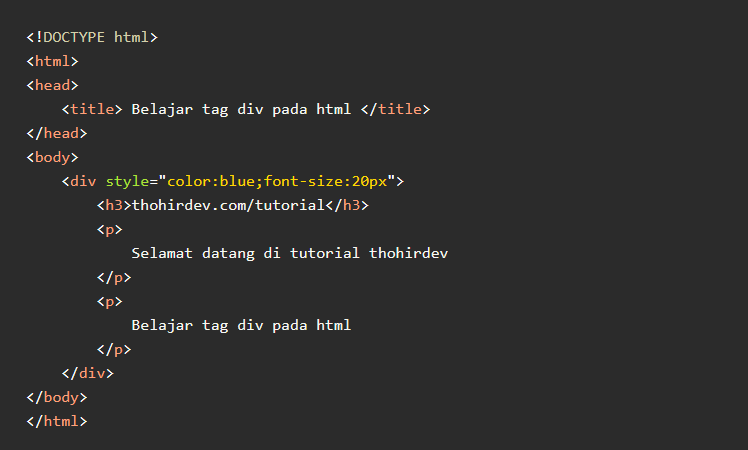 <!DOCTYPE html>
<html>
<head>
    <title> Belajar tag div pada html </title>
</head>
<body>
    <div style="color:blue;font-size:20px">
        <h3>thohirdev.com/tutorial</h3>
        <p>
            Selamat datang di tutorial thohirdev
        </p>
        <p>
            Belajar tag div pada html
        </p>
    </div>
</body>
</html>